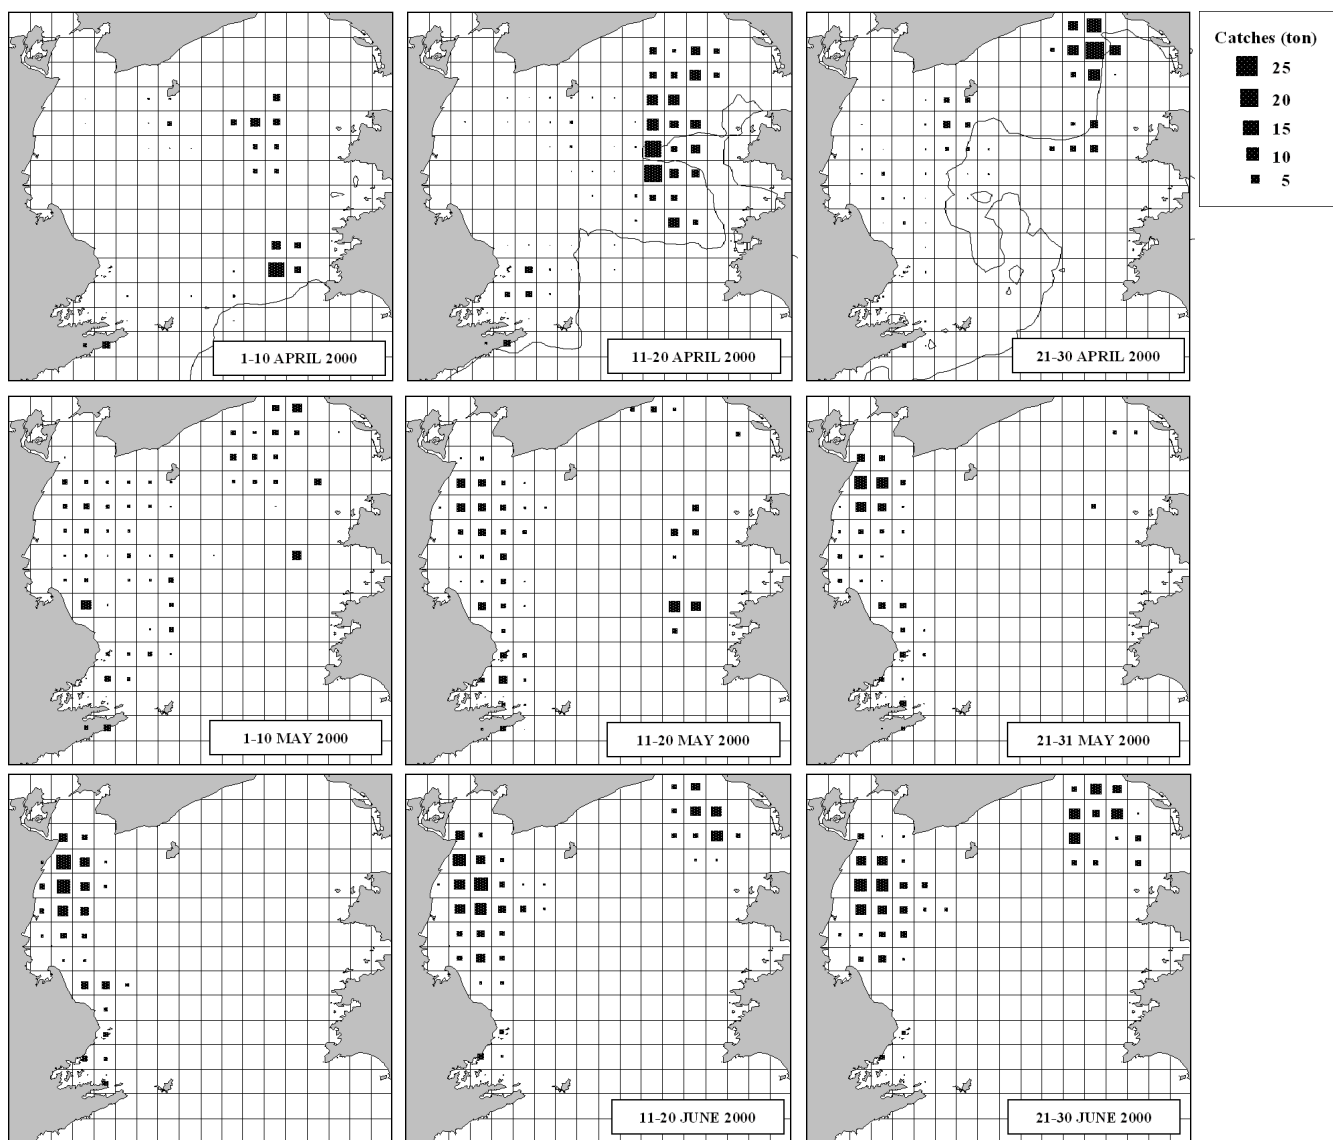 Catches (ton)
25
20
15
10
5
1-10 APRIL 2000
11-20 APRIL 2000
21-30 APRIL 2000
1-10 MAY 2000
11-20 MAY 2000
21-31 MAY 2000
11-20 JUNE 2000
21-30 JUNE 2000